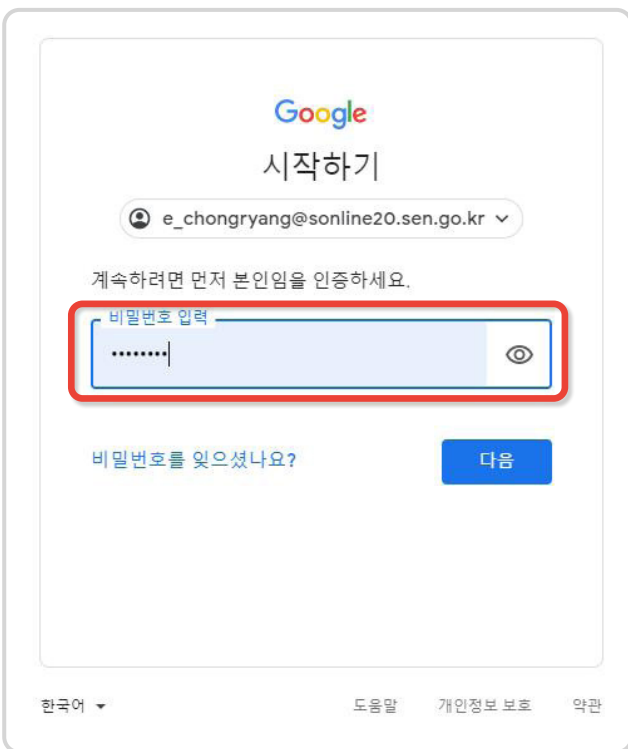 Google
시작하기
e_chongryang@sonline20.sen.go.kr
계속하려면 먼저 본인임을 인증하세요.
비밀번호 입력
••••••••
비밀번호를 잊으셨나요?
다음
한국어
도움말 개인정보 보호 약관